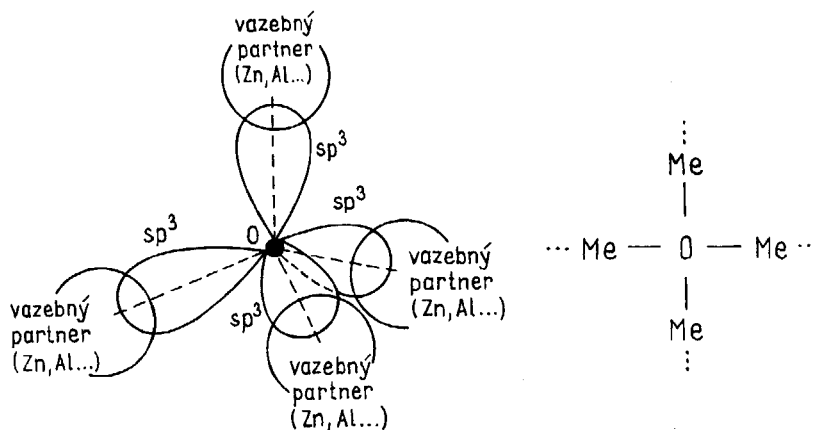 vazebný
partner
(Zn, Al...)
sp³
sp³
sp³
O
vazebný
partner
(Zn, Al...)
vazebný
partner
(Zn, Al...)
sp³
vazebný
partner
(Zn, Al...)
⋮
Me
... Me — O — Me ..
Me
⋮